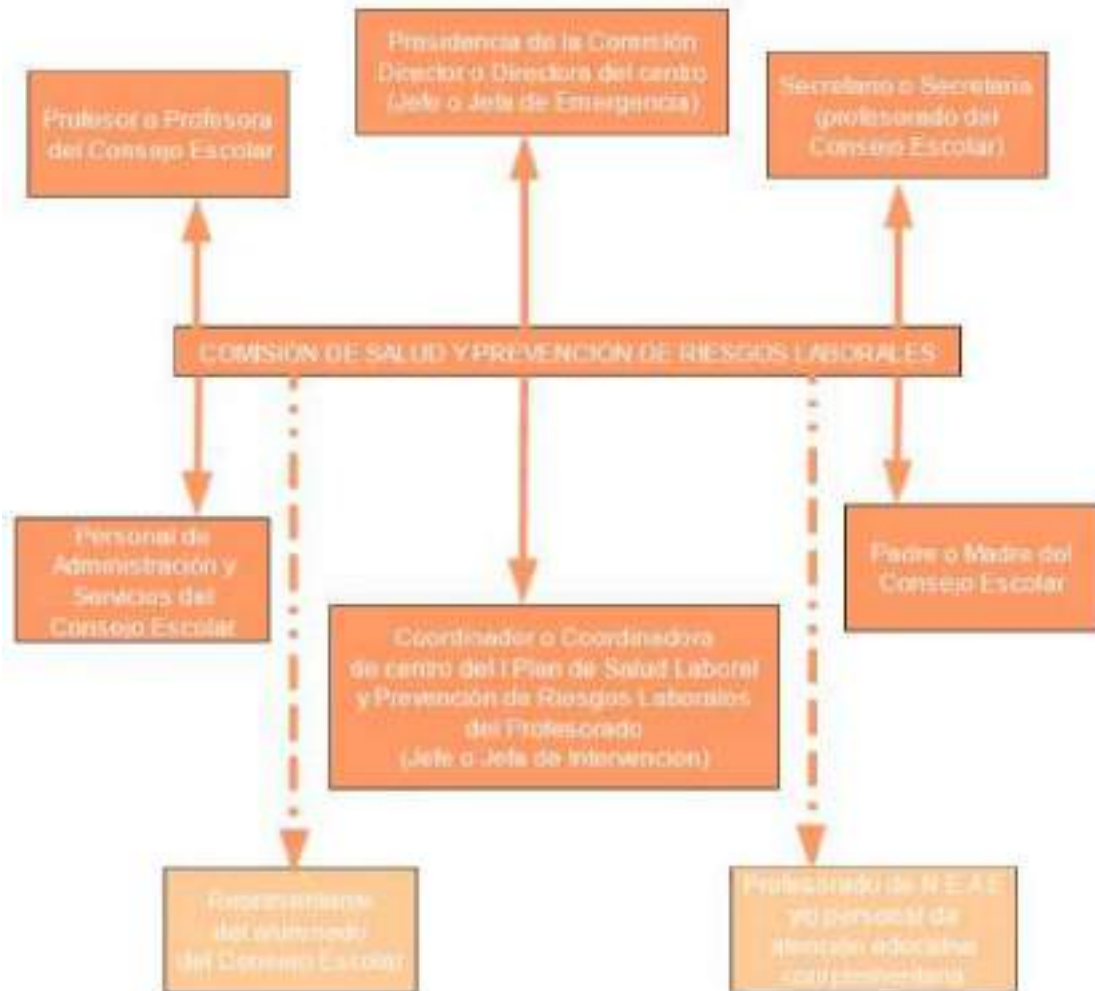 Presidencia de la Comisión
Director o Directora del centro
(Jefe o Jefa de Emergencia)
Profesor o Profesora
del Consejo Escolar
Secretario o Secretaria
(profesorado del
Consejo Escolar)
COMISIÓN DE SALUD Y PREVENCIÓN DE RIESGOS LABORALES
Personal de
Administración y
Servicios del
Consejo Escolar
Padre o Madre del
Consejo Escolar
Coordinador o Coordinadora
de centro del I Plan de Salud Laboral
y Prevención de Riesgos Laborales
del Profesorado
(Jefe o Jefa de Intervención)
Representante
del alumnado
del Consejo Escolar
Profesorado de N.E.A.E
y/o personal de
atención educativa
complementaria